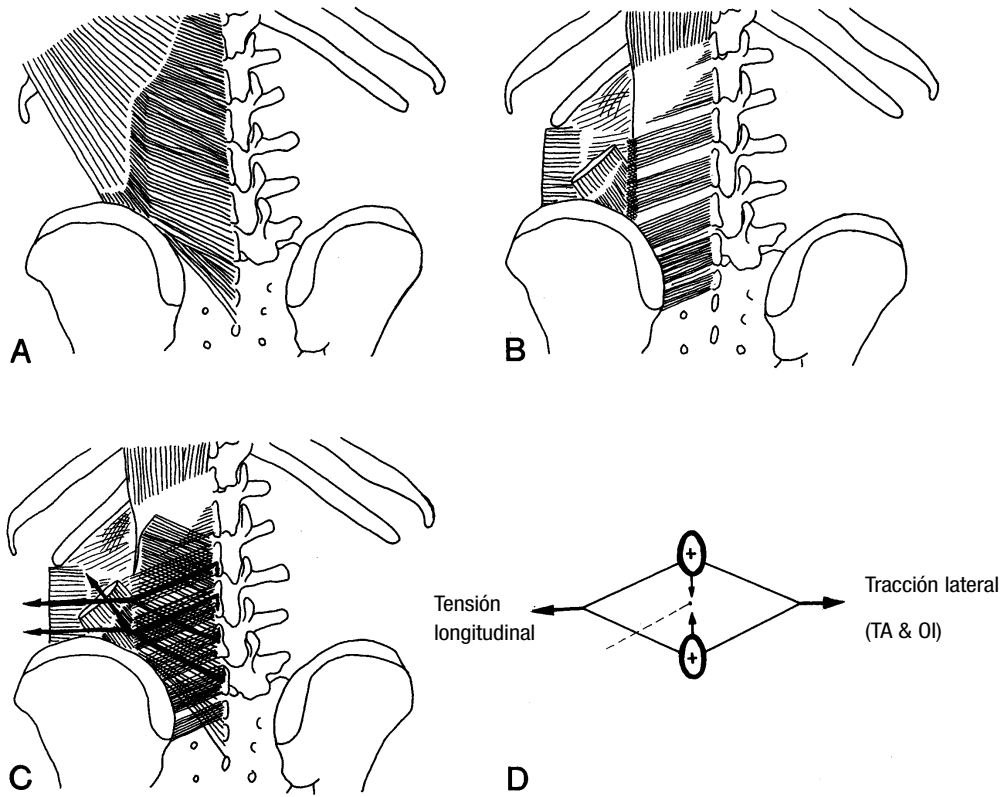 A
B
C
Tensión
longitudinal
Tracción lateral
(TA & OI)
D